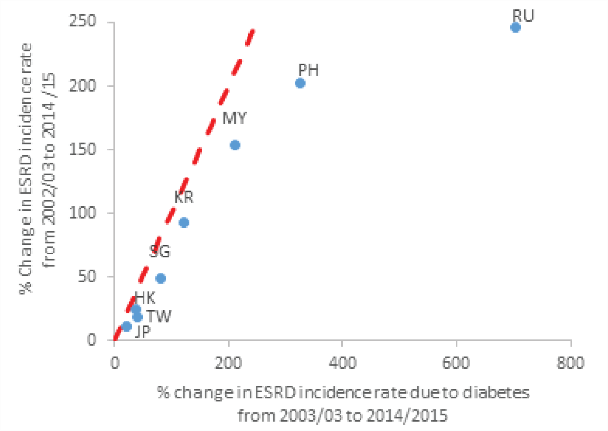 % Change in ESRD incidence rate
from 2002/03 to 2014 /15
250
200
150
100
50
0
RU
PH
MY
KR
SG
HK
TW
JP
0 200 400 600 800
% change in ESRD incidence rate due to diabetes
from 2003/03 to 2014/2015